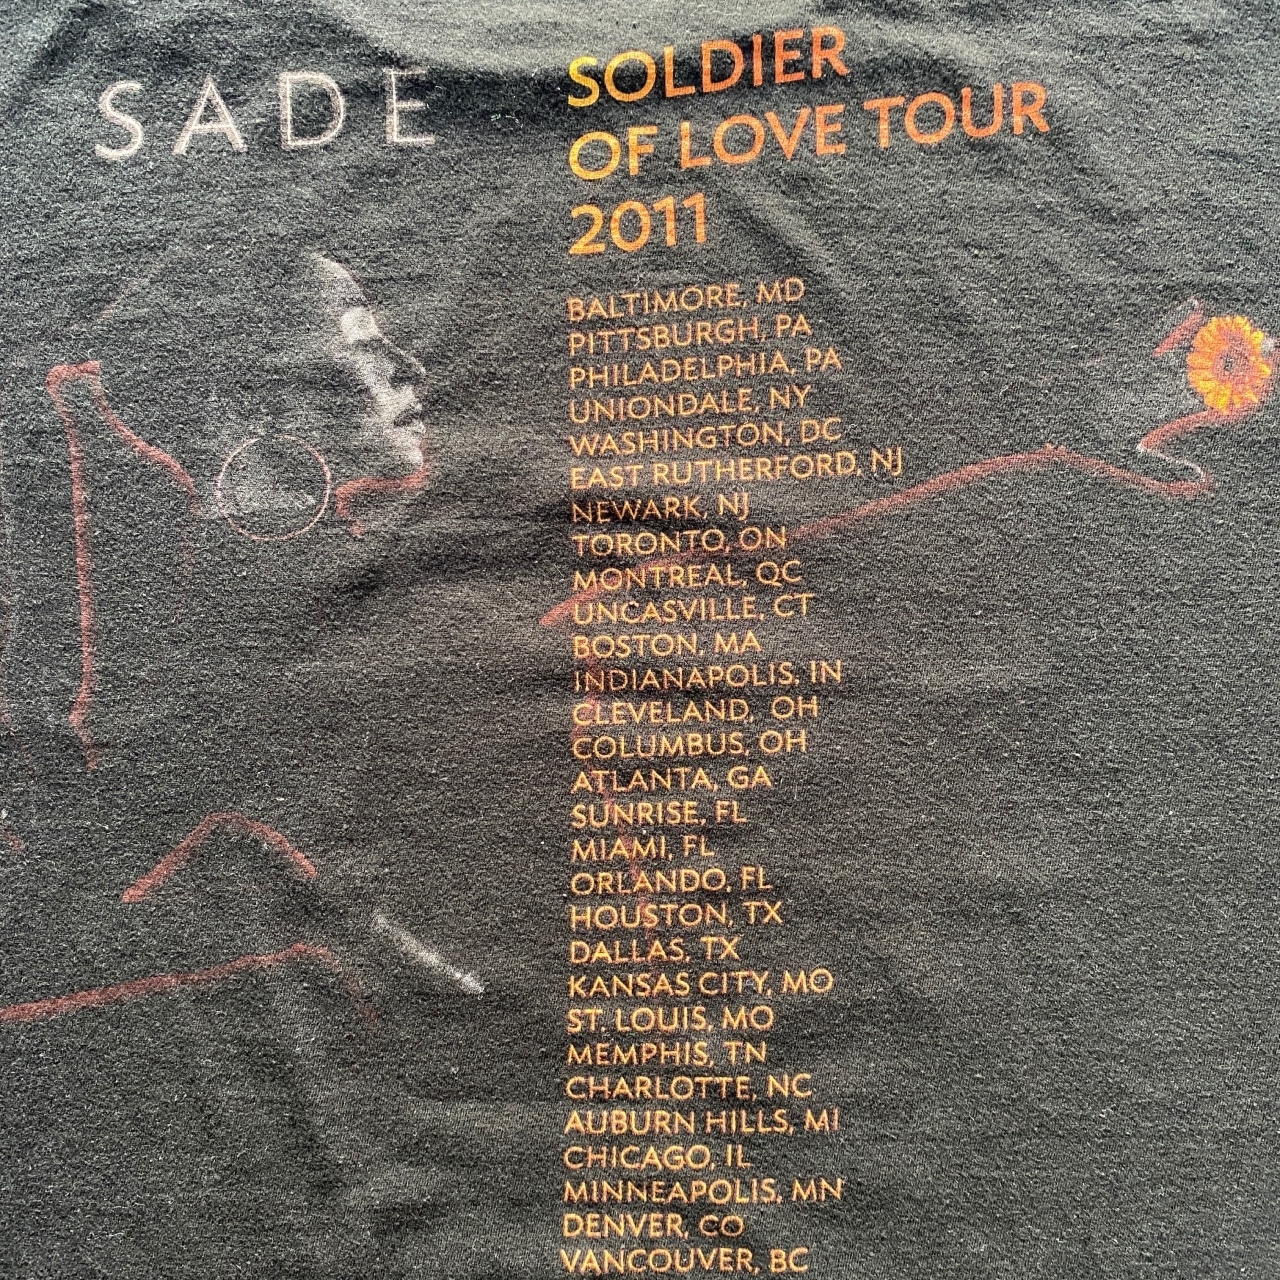 SADE
SOLDIER
OF LOVE TOUR
2011
BALTIMORE, MD
PITTSBURGH, PA
PHILADELPHIA, PA
UNIONDALE, NY
WASHINGTON, DC
EAST RUTHERFORD, NJ
NEWARK, NJ
TORONTO, ON
MONTREAL, QC
UNCASVILLE, CT
BOSTON, MA
INDIANAPOLIS, IN
CLEVELAND, OH
COLUMBUS, OH
ATLANTA, GA
SUNRISE, FL
MIAMI, FL
ORLANDO, FL
HOUSTON, TX
DALLAS, TX
KANSAS CITY, MO
ST. LOUIS, MO
MEMPHIS, TN
CHARLOTTE, NC
AUBURN HILLS, MI
CHICAGO, IL
MINNEAPOLIS, MN
DENVER, CO
VANCOUVER, BC